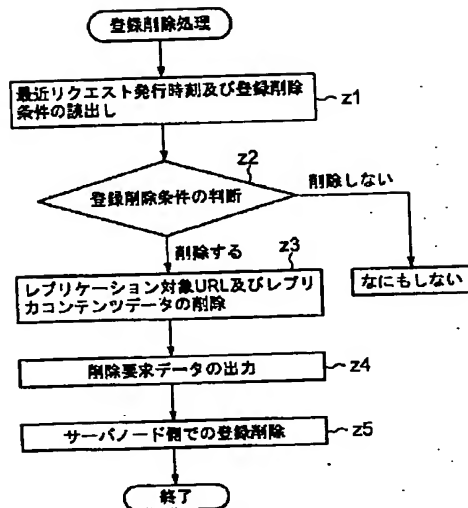 登録削除処理
最近リクエスト発行時刻及び登録削除
条件の読出し
z1
z2
登録削除条件の判断
削除しない
削除する
z3
なにもしない
レプリケーション対象URL及びレプリ
カコンテンツデータの削除
削除要求データの出力
z4
サーバノード側での登録削除
z5
終了